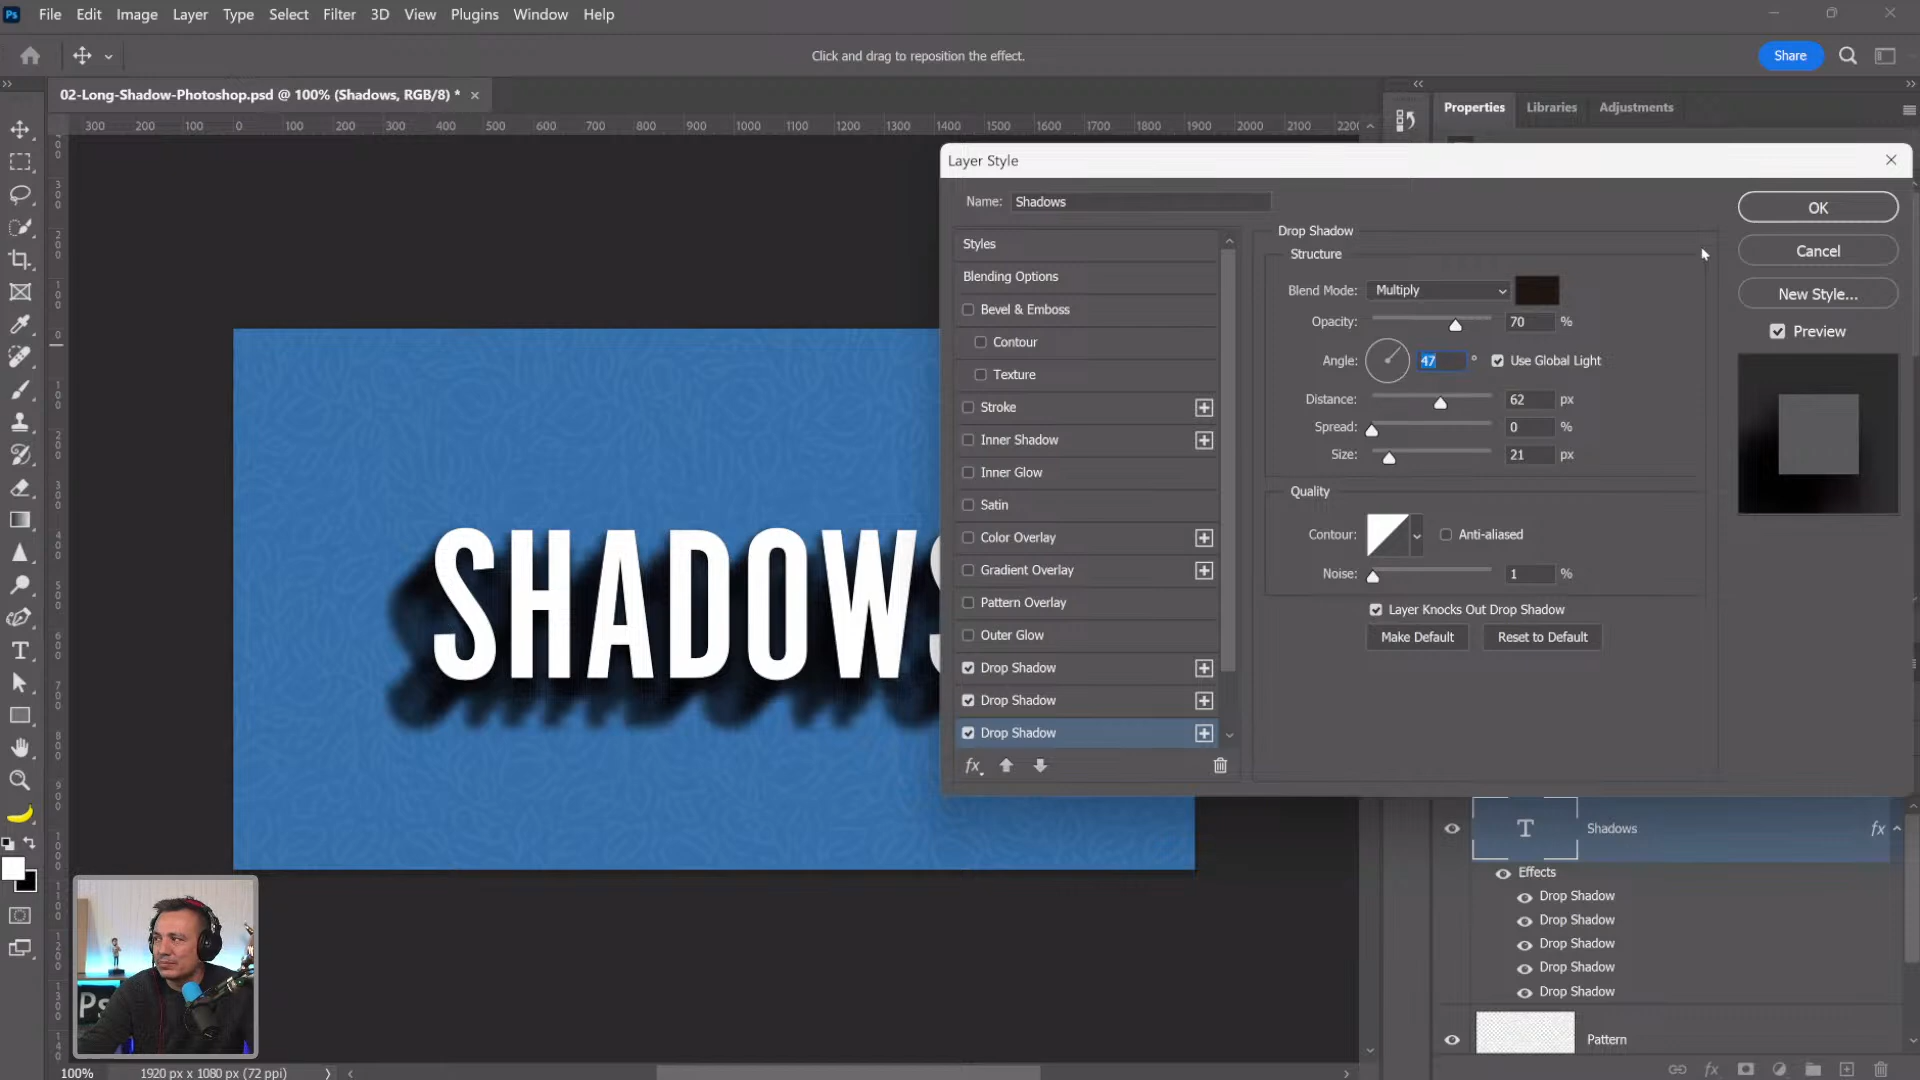 Ps File Edit Image Layer Type Select Filter 3D View Plugins Window Help
Click and drag to reposition the effect.
Share
02-Long-Shadow-Photoshop.psd @ 100% (Shadows, RGB/8) *
Properties Libraries Adjustments
300 200 100 0 100 200 300 400 500 600 700 800 900 1000 1100 1200 1300 1400 1500 1600 1700 1800 1900 2000 2100
Layer Style
Name: Shadows
OK
Cancel
New Style...
Preview
Styles
Blending Options
Bevel & Emboss
Contour
Texture
Stroke
Inner Shadow
Inner Glow
Satin
Color Overlay
Gradient Overlay
Pattern Overlay
Outer Glow
Drop Shadow
Drop Shadow
Drop Shadow
fx
Drop Shadow
Structure
Blend Mode: Multiply
Opacity: 70 %
Angle: 47 ° Use Global Light
Distance: 62 px
Spread: 0 %
Size: 21 px
Quality
Contour: Anti-aliased
Noise: 1 %
Layer Knocks Out Drop Shadow
Make Default Reset to Default
SHADOWS
T Shadows fx
Effects
Drop Shadow
Drop Shadow
Drop Shadow
Drop Shadow
Drop Shadow
Pattern
Ps
100% 1920 px x 1080 px (72 ppi)
fx